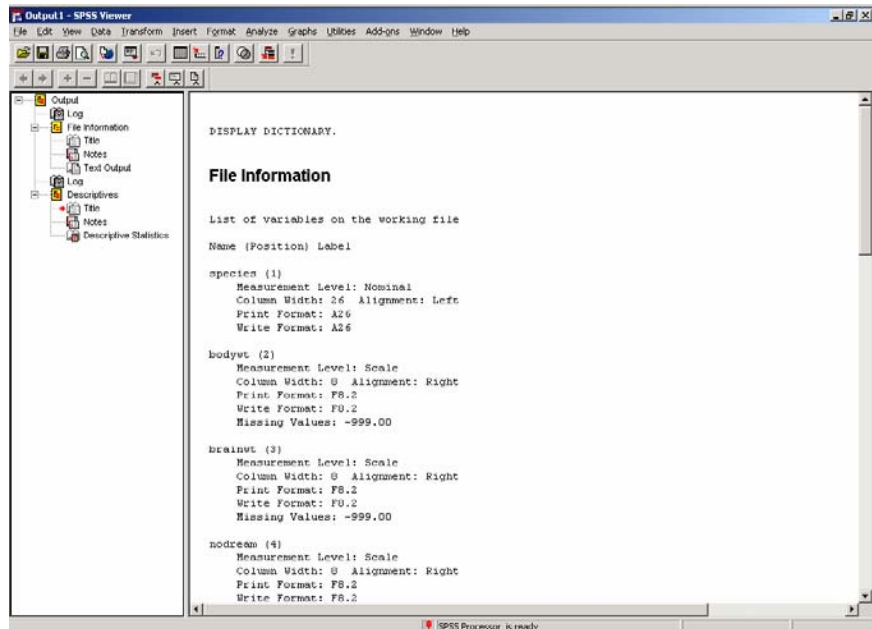 Output1 - SPSS Viewer
File Edit View Data Transform Insert Format Analyze Graphs Utilities Add-ons Window Help
Output
Log
File Information
Title
Notes
Text Output
Log
Descriptives
Title
Notes
Descriptive Statistics
DISPLAY DICTIONARY.
File Information
List of variables on the working file
Name (Position) Label
species (1)
Measurement Level: Nominal
Column Width: 26 Alignment: Left
Print Format: A26
Write Format: A26
bodywt (2)
Measurement Level: Scale
Column Width: 8 Alignment: Right
Print Format: F8.2
Write Format: F8.2
Missing Values: -999.00
brainwt (3)
Measurement Level: Scale
Column Width: 8 Alignment: Right
Print Format: F8.2
Write Format: F8.2
Missing Values: -999.00
nodream (4)
Measurement Level: Scale
Column Width: 8 Alignment: Right
Print Format: F8.2
Write Format: F8.2
SPSS Processor is ready